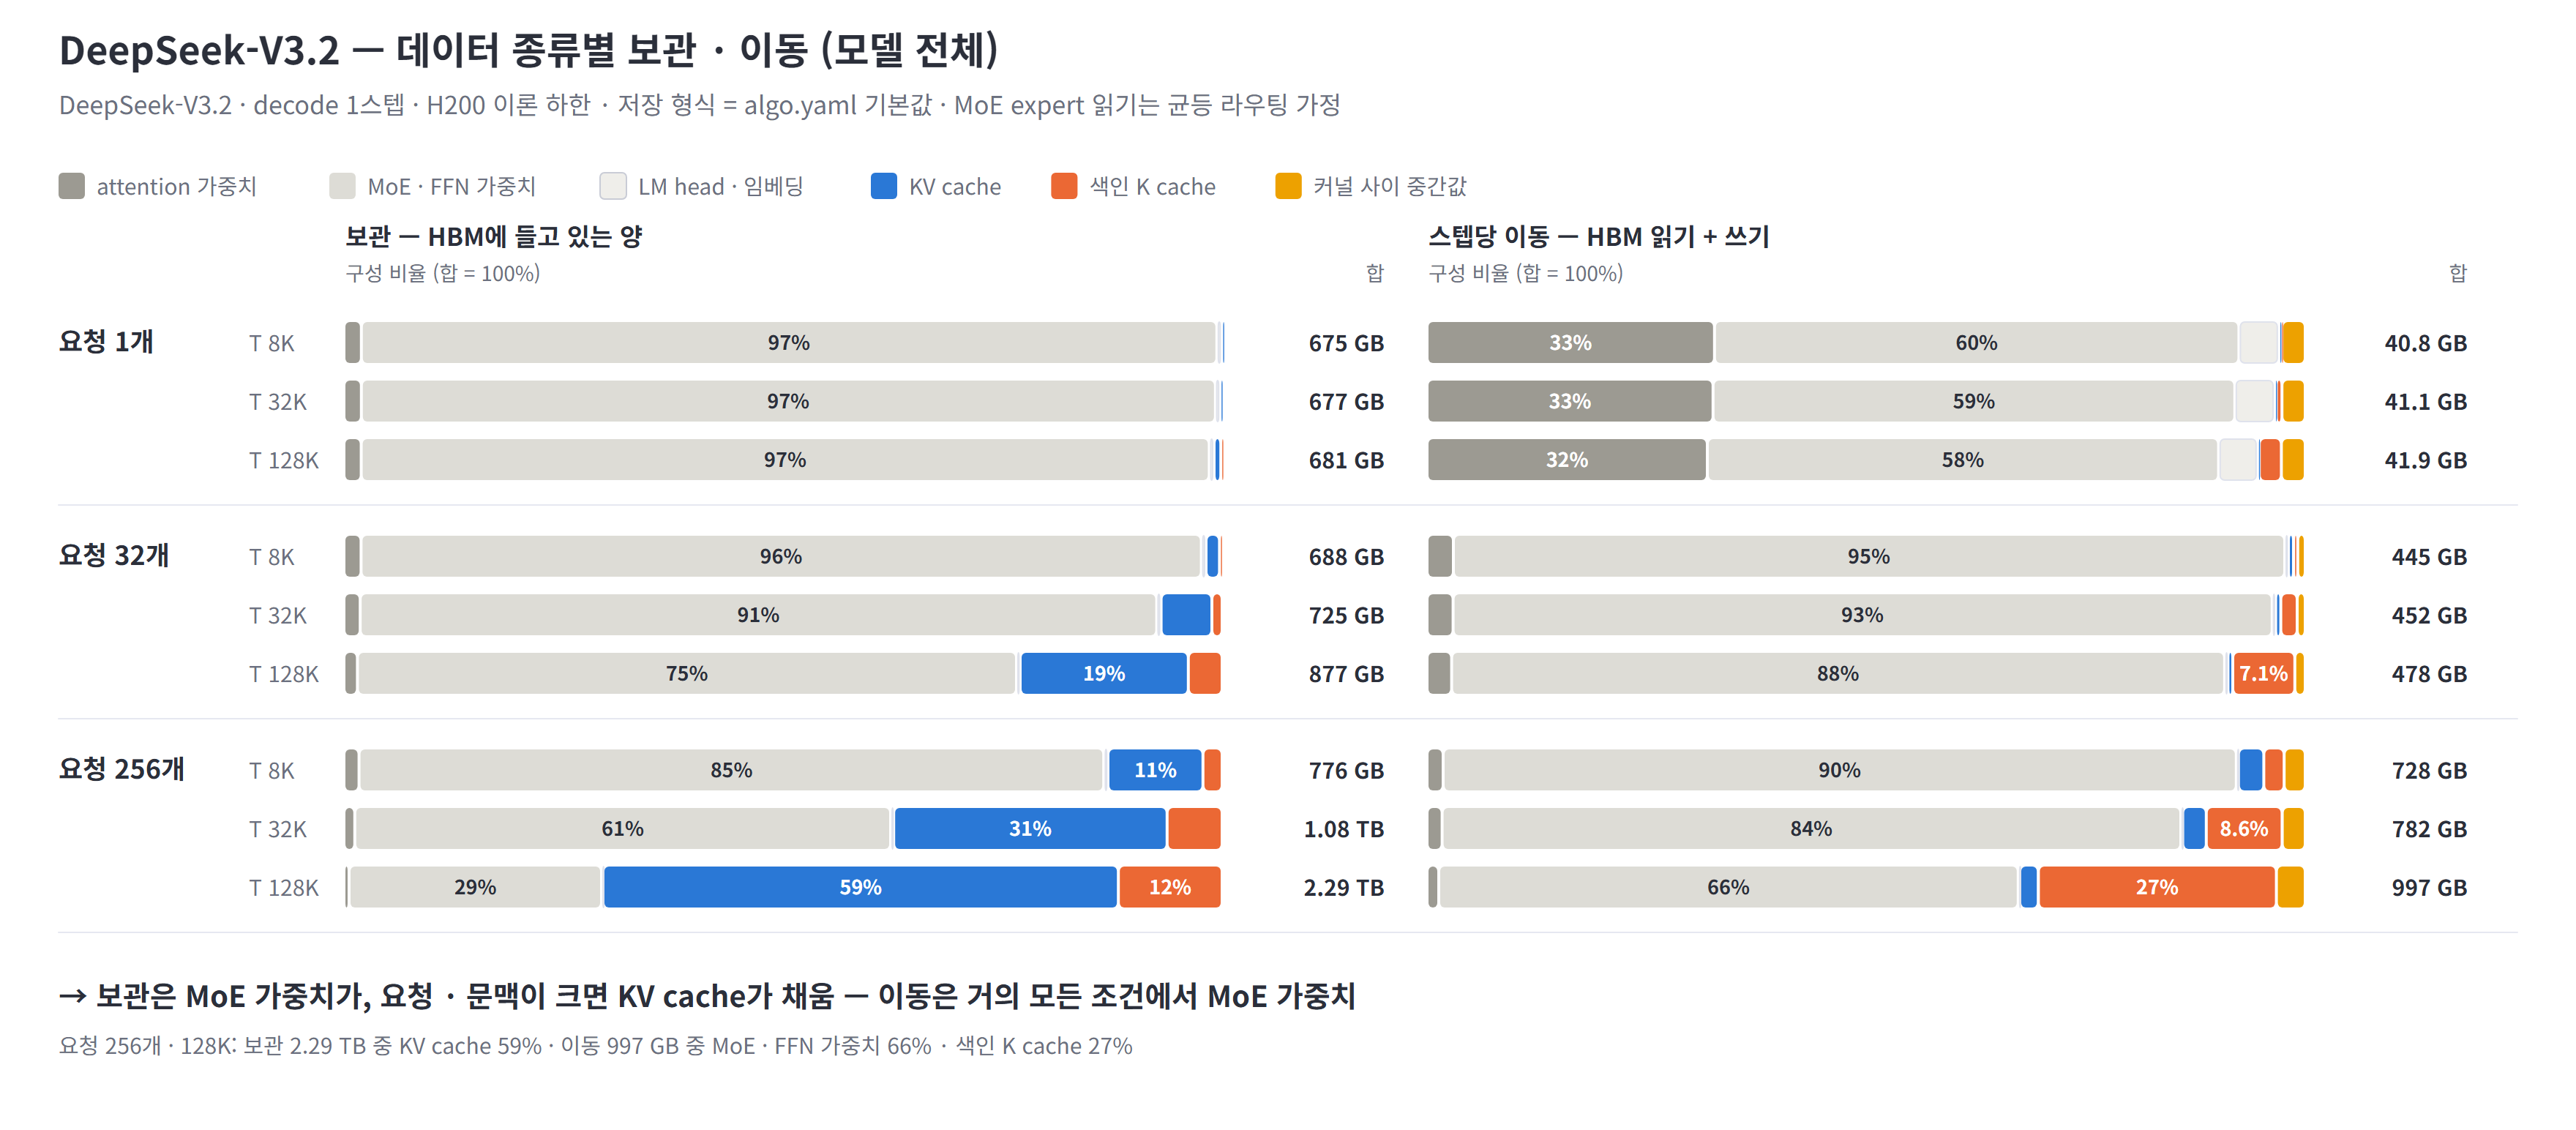 DeepSeek-V3.2 — 데이터 종류별 보관 · 이동 (모델 전체)
DeepSeek-V3.2 · decode 1스텝 · H200 이론 하한 · 저장 형식 = algo.yaml 기본값 · MoE expert 읽기는 균등 라우팅 가정
attention 가중치 MoE · FFN 가중치 LM head · 임베딩 KV cache 색인 K cache 커널 사이 중간값
보관 — HBM에 들고 있는 양 스텝당 이동 — HBM 읽기 + 쓰기
구성 비율 (합 = 100%) 합 구성 비율 (합 = 100%) 합
요청 1개 T 8K 97% 675 GB 33% 60% 40.8 GB
T 32K 97% 677 GB 33% 59% 41.1 GB
T 128K 97% 681 GB 32% 58% 41.9 GB
요청 32개 T 8K 96% 688 GB 95% 445 GB
T 32K 91% 725 GB 93% 452 GB
T 128K 75% 19% 877 GB 88% 7.1% 478 GB
요청 256개 T 8K 85% 11% 776 GB 90% 728 GB
T 32K 61% 31% 1.08 TB 84% 8.6% 782 GB
T 128K 29% 59% 12% 2.29 TB 66% 27% 997 GB
→ 보관은 MoE 가중치가, 요청 · 문맥이 크면 KV cache가 채움 — 이동은 거의 모든 조건에서 MoE 가중치
요청 256개 · 128K: 보관 2.29 TB 중 KV cache 59% · 이동 997 GB 중 MoE · FFN 가중치 66% · 색인 K cache 27%